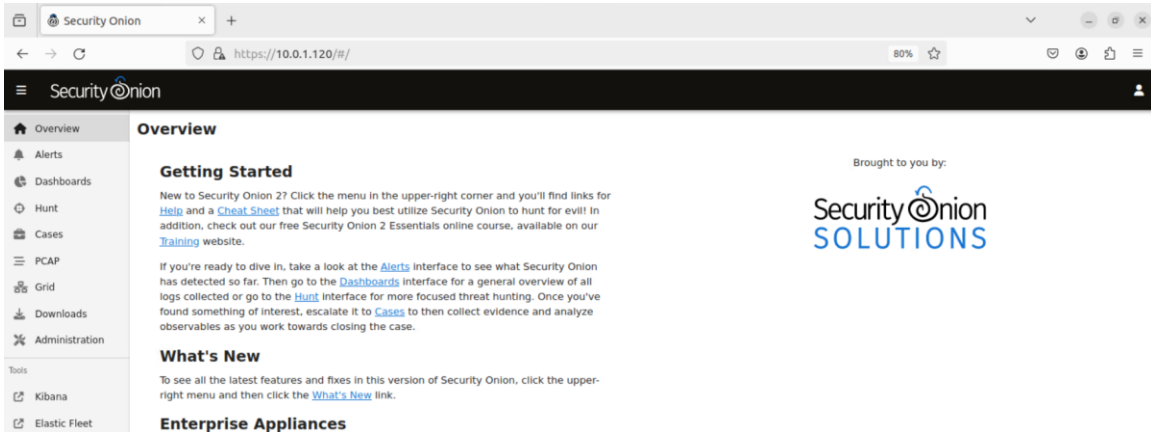 Security Onion
https://10.0.1.120/#/
80%
Security Onion
Overview
Alerts
Dashboards
Hunt
Cases
PCAP
Grid
Downloads
Administration
Tools
Kibana
Elastic Fleet
Overview
Getting Started
New to Security Onion 2? Click the menu in the upper-right corner and you'll find links for
Help and a Cheat Sheet that will help you best utilize Security Onion to hunt for evil! In
addition, check out our free Security Onion 2 Essentials online course, available on our
Training website.
If you're ready to dive in, take a look at the Alerts interface to see what Security Onion
has detected so far. Then go to the Dashboards interface for a general overview of all
logs collected or go to the Hunt interface for more focused threat hunting. Once you've
found something of interest, escalate it to Cases to then collect evidence and analyze
observables as you work towards closing the case.
What's New
To see all the latest features and fixes in this version of Security Onion, click the upper-
right menu and then click the What's New link.
Enterprise Appliances
Brought to you by:
Security Onion
SOLUTIONS